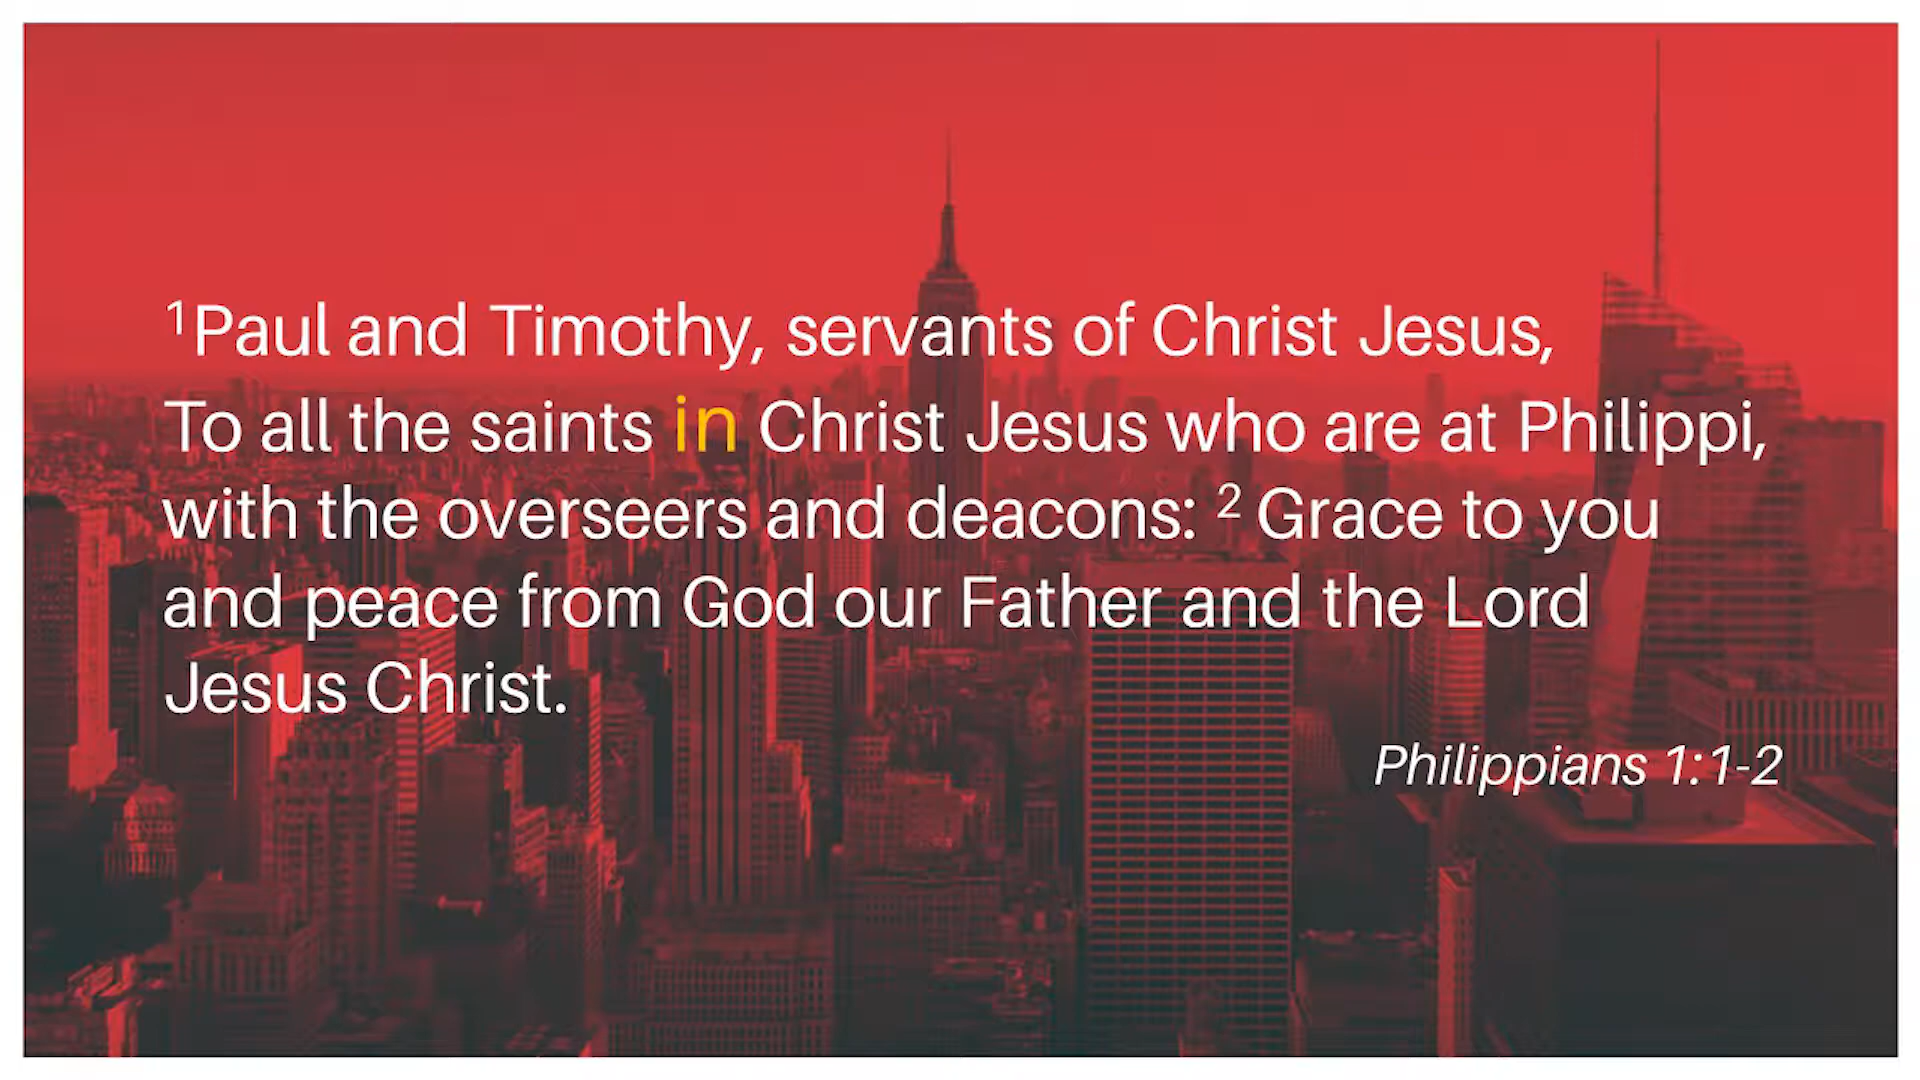 ¹Paul and Timothy, servants of Christ Jesus,
To all the saints in Christ Jesus who are at Philippi,
with the overseers and deacons: ² Grace to you
and peace from God our Father and the Lord
Jesus Christ.
Philippians 1:1-2